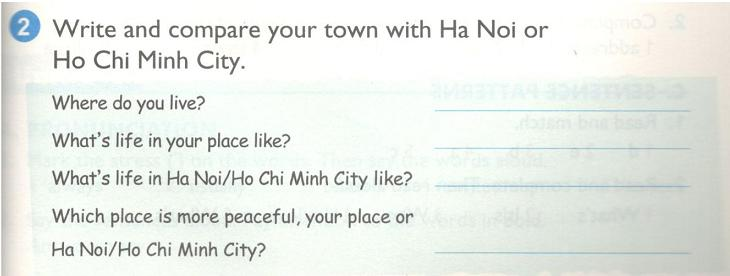 2 Write and compare your town with Ha Noi or
Ho Chi Minh City.
Where do you live?
What's life in your place like?
What's life in Ha Noi/Ho Chi Minh City like?
Which place is more peaceful, your place or
Ha Noi/Ho Chi Minh City?